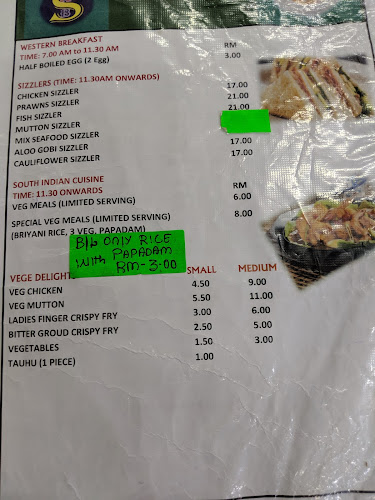 S
WESTERN BREAKFAST
TIME: 7.00 AM to 11.30 AM RM
HALF BOILED EGG (2 Egg) 3.00
SIZZLERS (TIME: 11.30AM ONWARDS)
CHICKEN SIZZLER 17.00
PRAWNS SIZZLER 21.00
FISH SIZZLER 21.00
MUTTON SIZZLER
MIX SEAFOOD SIZZLER
ALOO GOBI SIZZLER 17.00
CAULIFLOWER SIZZLER 17.00
SOUTH INDIAN CUISINE
TIME: 11.30 ONWARDS RM
VEG MEALS (LIMITED SERVING) 6.00
SPECIAL VEG MEALS (LIMITED SERVING) 8.00
(BRIYANI RICE, 3 VEG, PAPADAM)
B/b ONLY RICE
with PAPADAM
RM-3.00
VEGE DELIGHT SMALL MEDIUM
VEG CHICKEN 4.50 9.00
VEG MUTTON 5.50 11.00
LADIES FINGER CRISPY FRY 3.00 6.00
BITTER GROUD CRISPY FRY 2.50 5.00
VEGETABLES 1.50 3.00
TAUHU (1 PIECE) 1.00